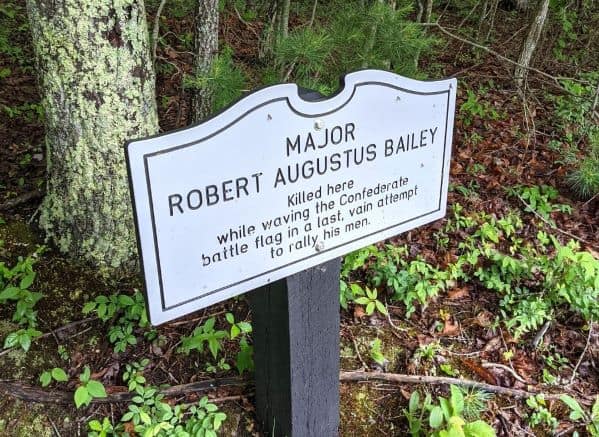 MAJOR
ROBERT AUGUSTUS BAILEY
Killed here
while waving the Confederate
battle flag in a last, vain attempt
to rally his men.